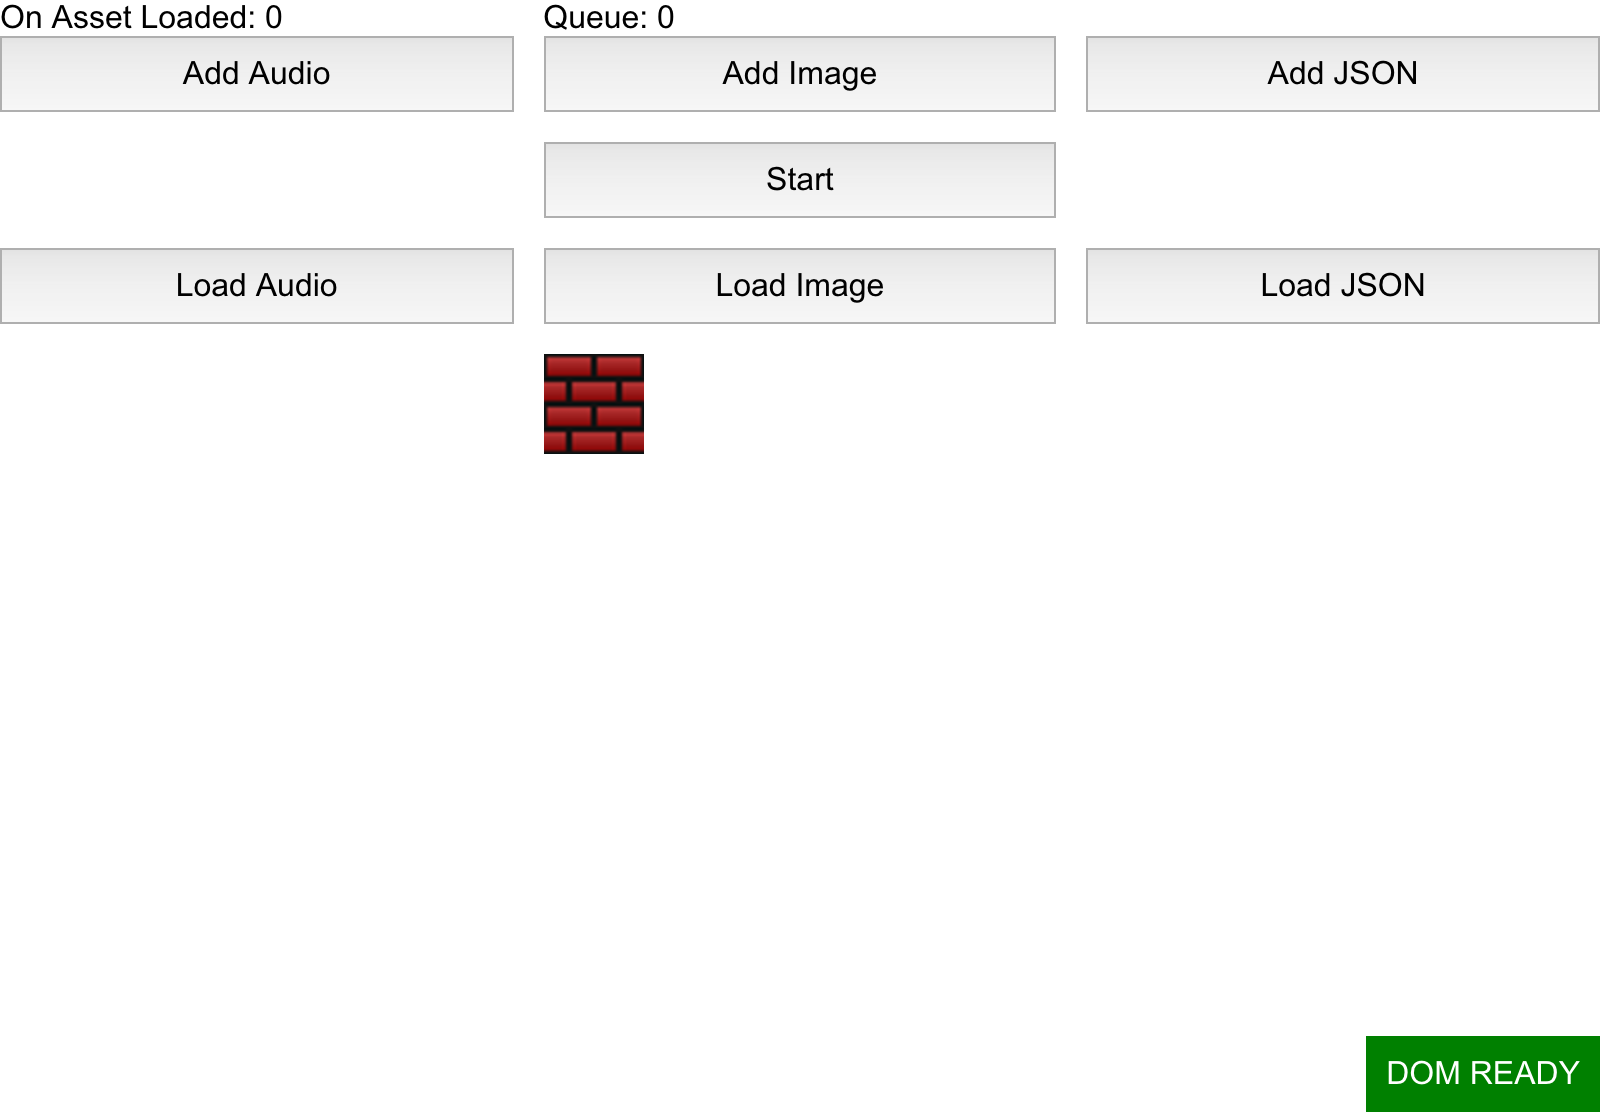 On Asset Loaded: 0
Queue: 0
Add Audio
Add Image
Add JSON
Start
Load Audio
Load Image
Load JSON
DOM READY